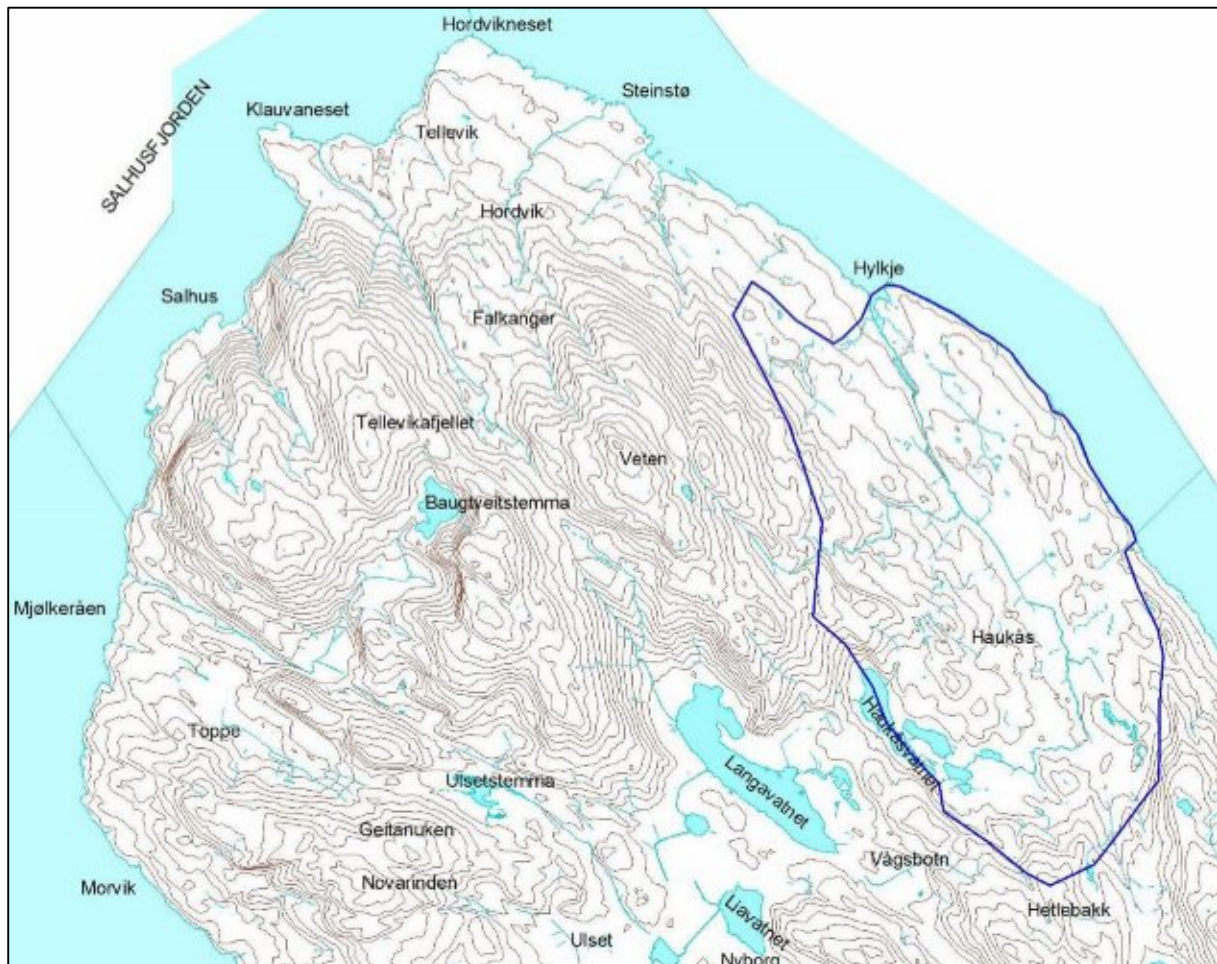 Hordvikneset
Steinstø
Klauvaneset
Tellevik
SALHUSFJORDEN
Hordvik
Hylkje
Salhus
Falkanger
Tellevikafjellet
Veten
Baugtveitstemma
Mjølkeråen
Haukås
Haukåsvatnet
Toppe
Langavatnet
Ulsetstemma
Geitanuken
Vågsbotn
Novarinden
Morvik
Hetlebakk
Liavatnet
Ulset
Nyborg